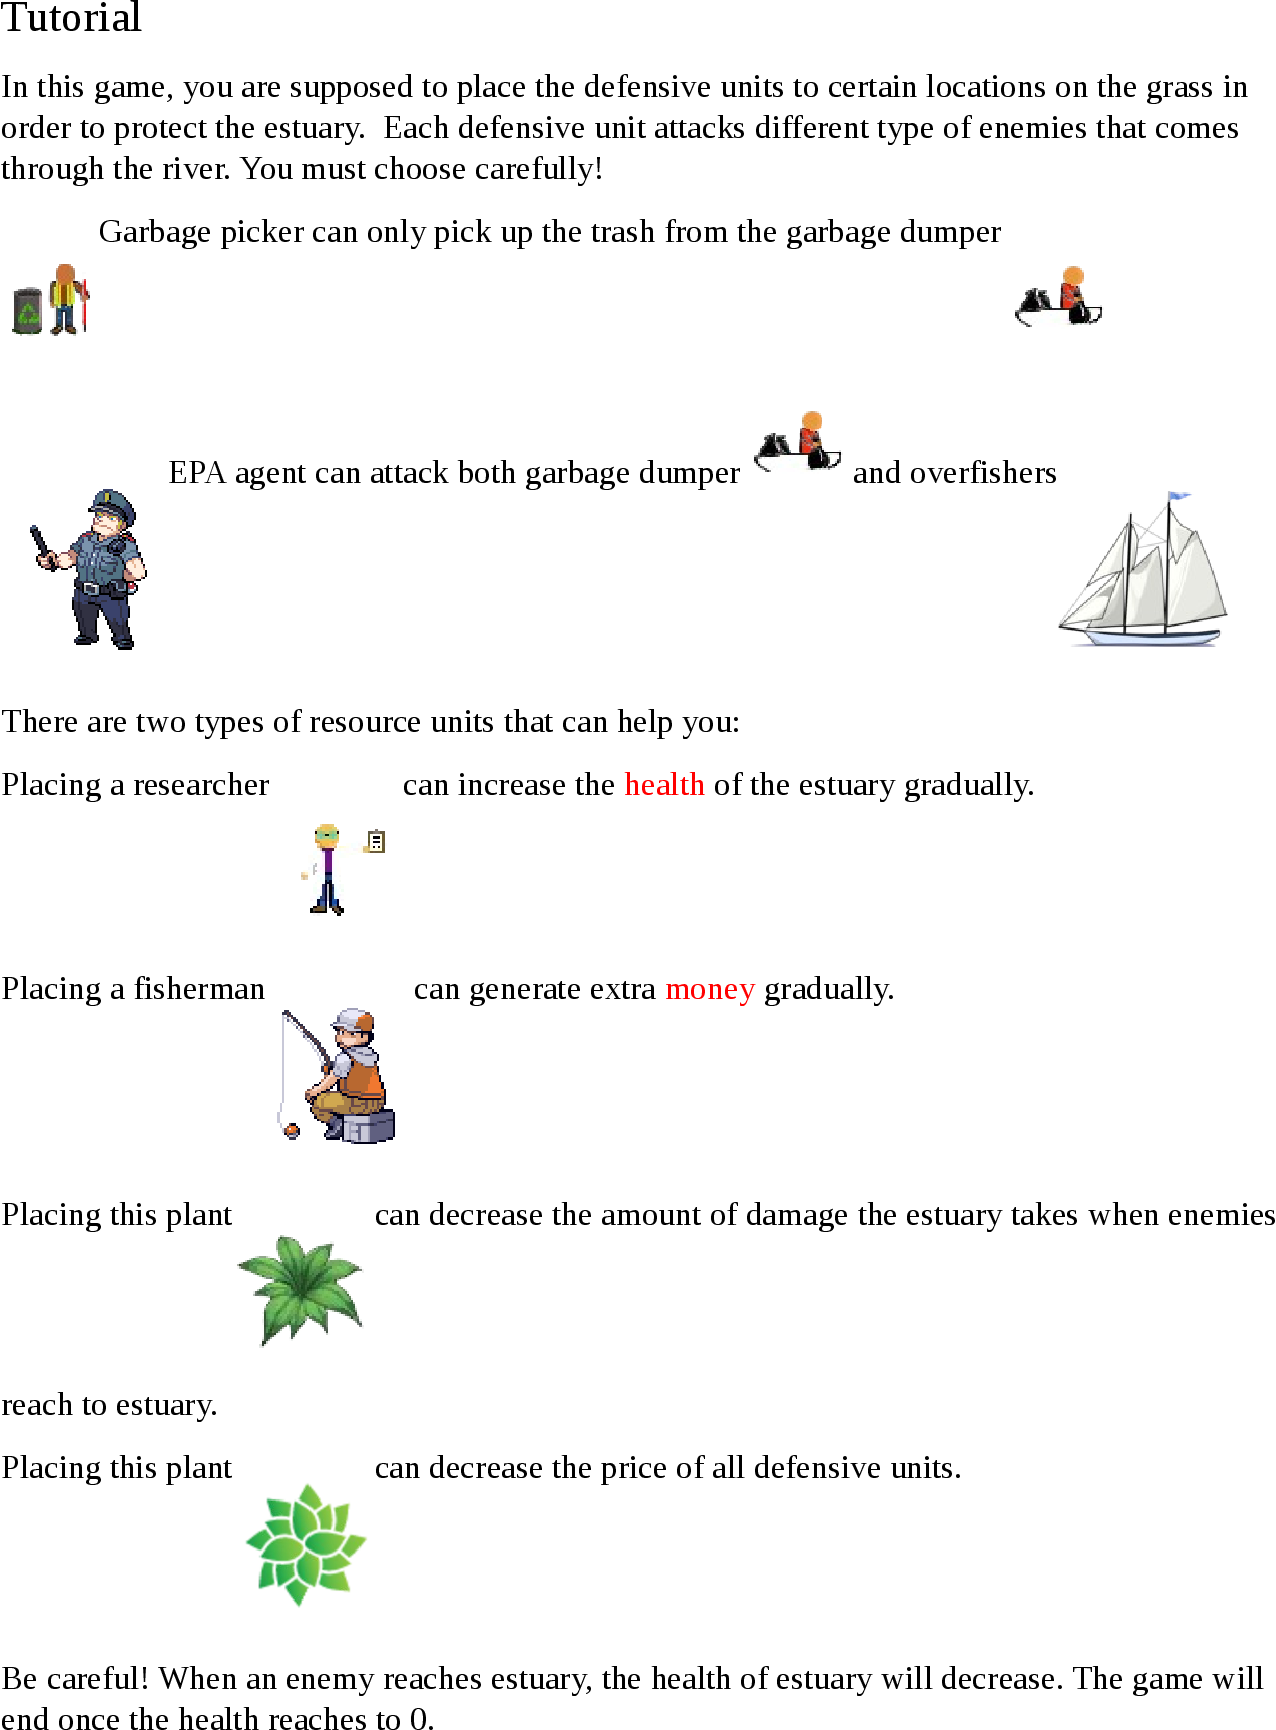 Tutorial
In this game, you are supposed to place the defensive units to certain locations on the grass in
order to protect the estuary.  Each defensive unit attacks different type of enemies that comes
through the river. You must choose carefully!
Garbage picker can only pick up the trash from the garbage dumper
EPA agent can attack both garbage dumper and overfishers
There are two types of resource units that can help you:
Placing a researcher can increase the health of the estuary gradually.
Placing a fisherman can generate extra money gradually.
Placing this plant can decrease the amount of damage the estuary takes when enemies
reach to estuary.
Placing this plant can decrease the price of all defensive units.
Be careful! When an enemy reaches estuary, the health of estuary will decrease. The game will
end once the health reaches to 0.